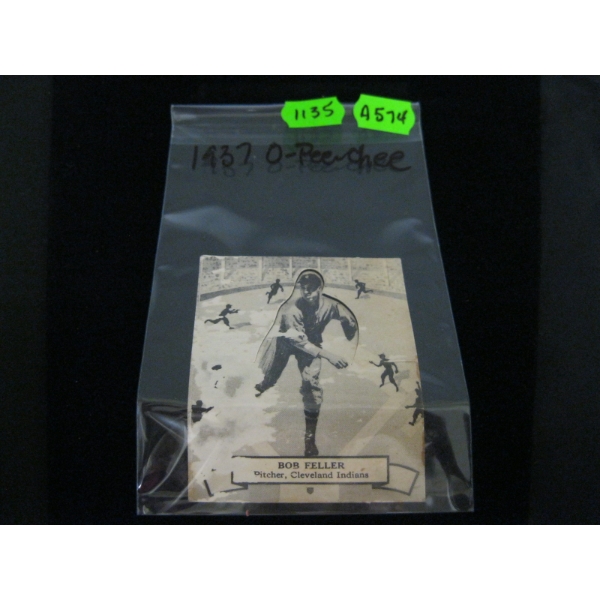 1135 A574
1937 O-Pee-Chee
BOB FELLER
Pitcher, Cleveland Indians